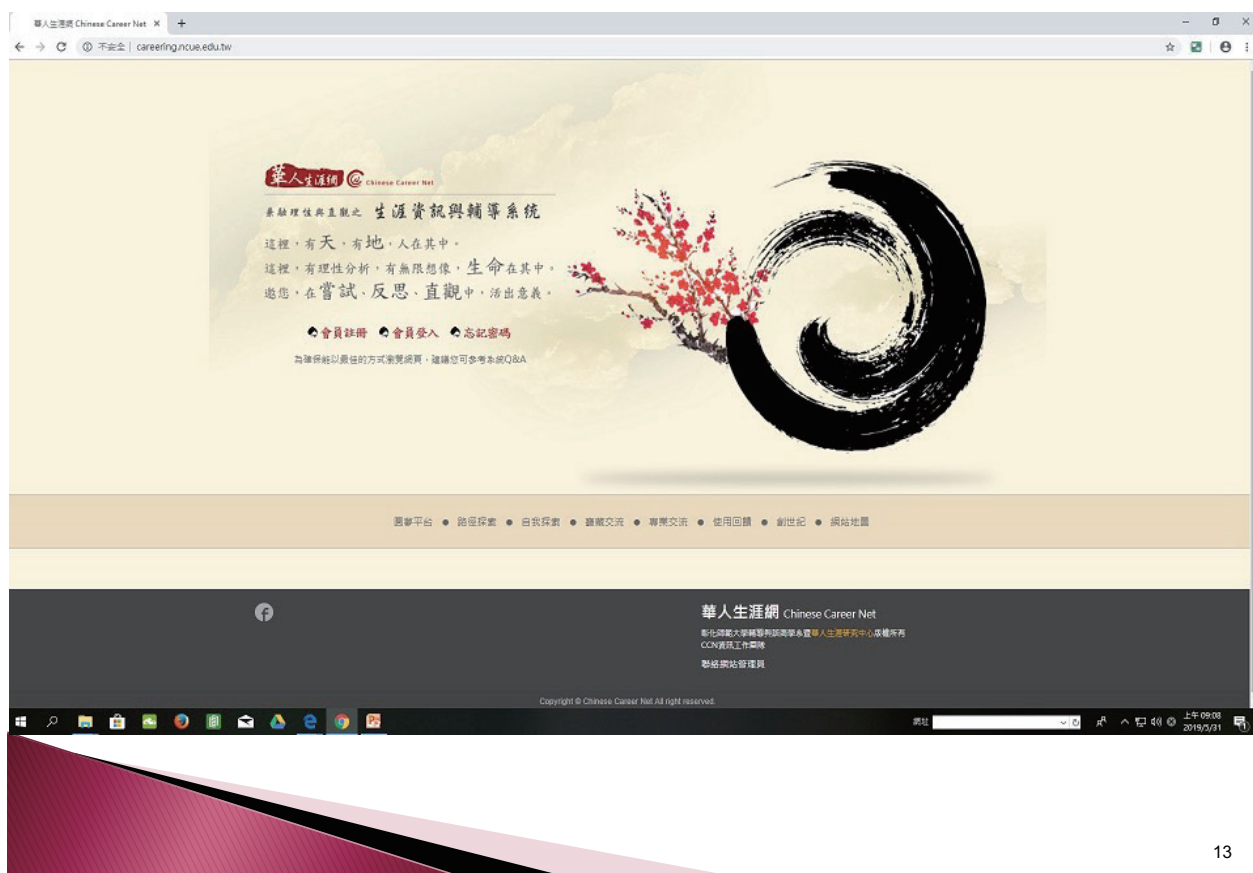 華人生涯網 Chinese Career Net
不安全 | careering.ncue.edu.tw
華人生涯網 Chinese Career Net
兼融理性與直觀之 生涯資訊與輔導系統
這裡，有天，有地，人在其中。
這裡，有理性分析，有無限想像，生命在其中。
邀您，在嘗試、反思、直觀中，活出意義。
會員註冊 會員登入 忘記密碼
為確保能以最佳的方式瀏覽網頁，建議您可參考系統Q&A
圓夢平台 ● 路徑探索 ● 自我探索 ● 寶藏交流 ● 專業交流 ● 使用回饋 ● 創世紀 ● 網站地圖
華人生涯網 Chinese Career Net
彰化師範大學輔導與諮商學系暨華人生涯研究中心版權所有
CCN資訊工作團隊
聯絡網站管理員
Copyright © Chinese Career Net All right reserved.
網址
上午 09:08
2019/5/31
13